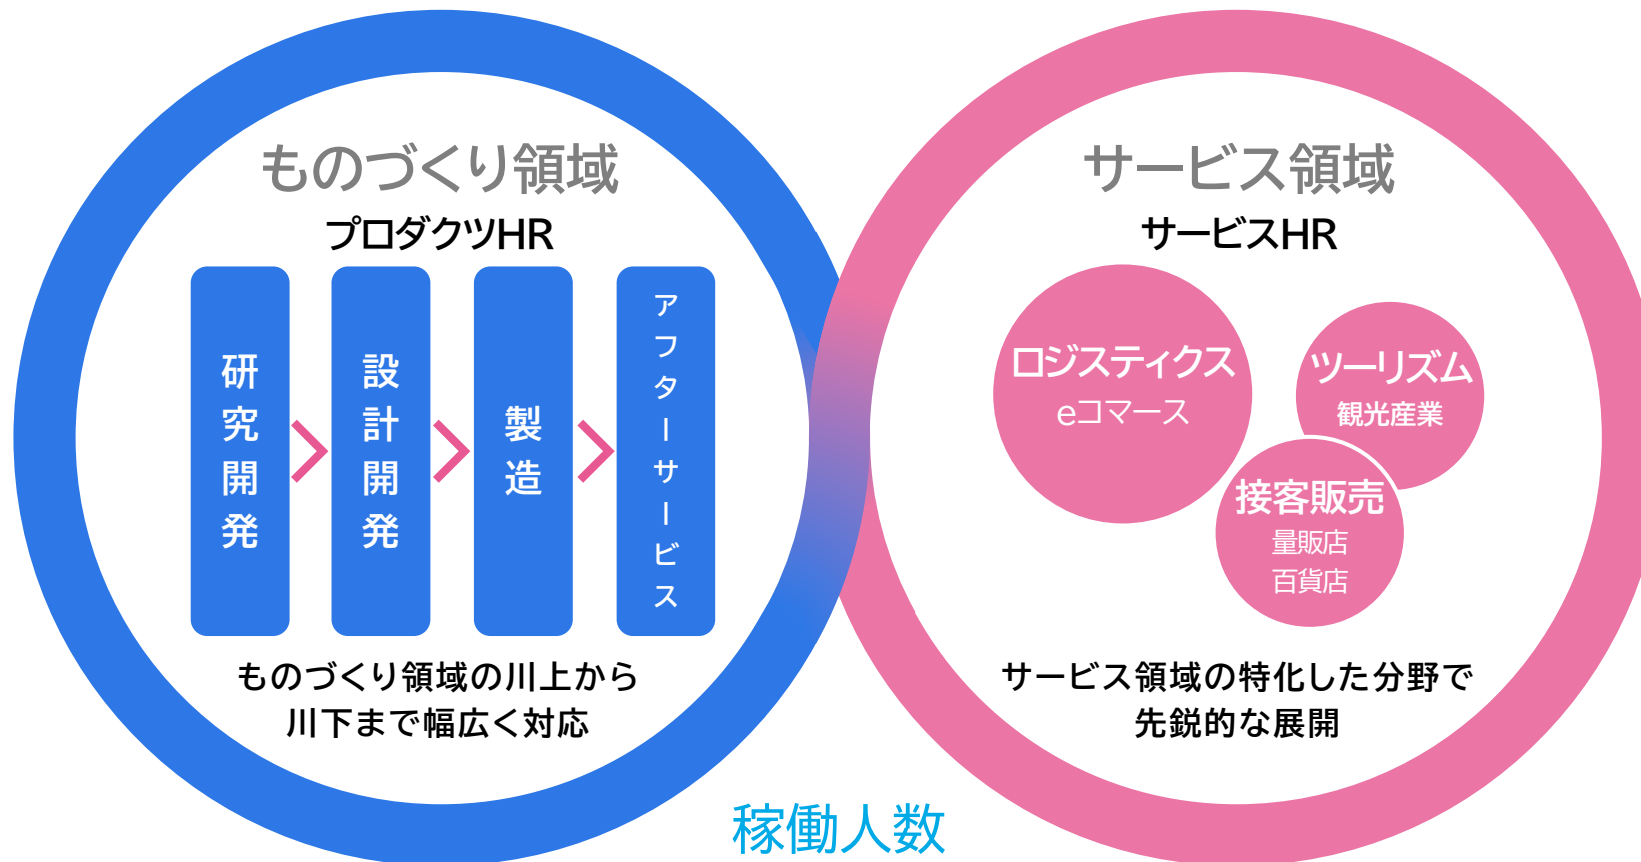 ものづくり領域
プロダクツHR
研究開発
設計開発
製造
アフターサービス
ものづくり領域の川上から
川下まで幅広く対応
サービス領域
サービスHR
ロジスティクス
eコマース
ツーリズム
観光産業
接客販売
量販店
百貨店
サービス領域の特化した分野で
先鋭的な展開
稼働人数